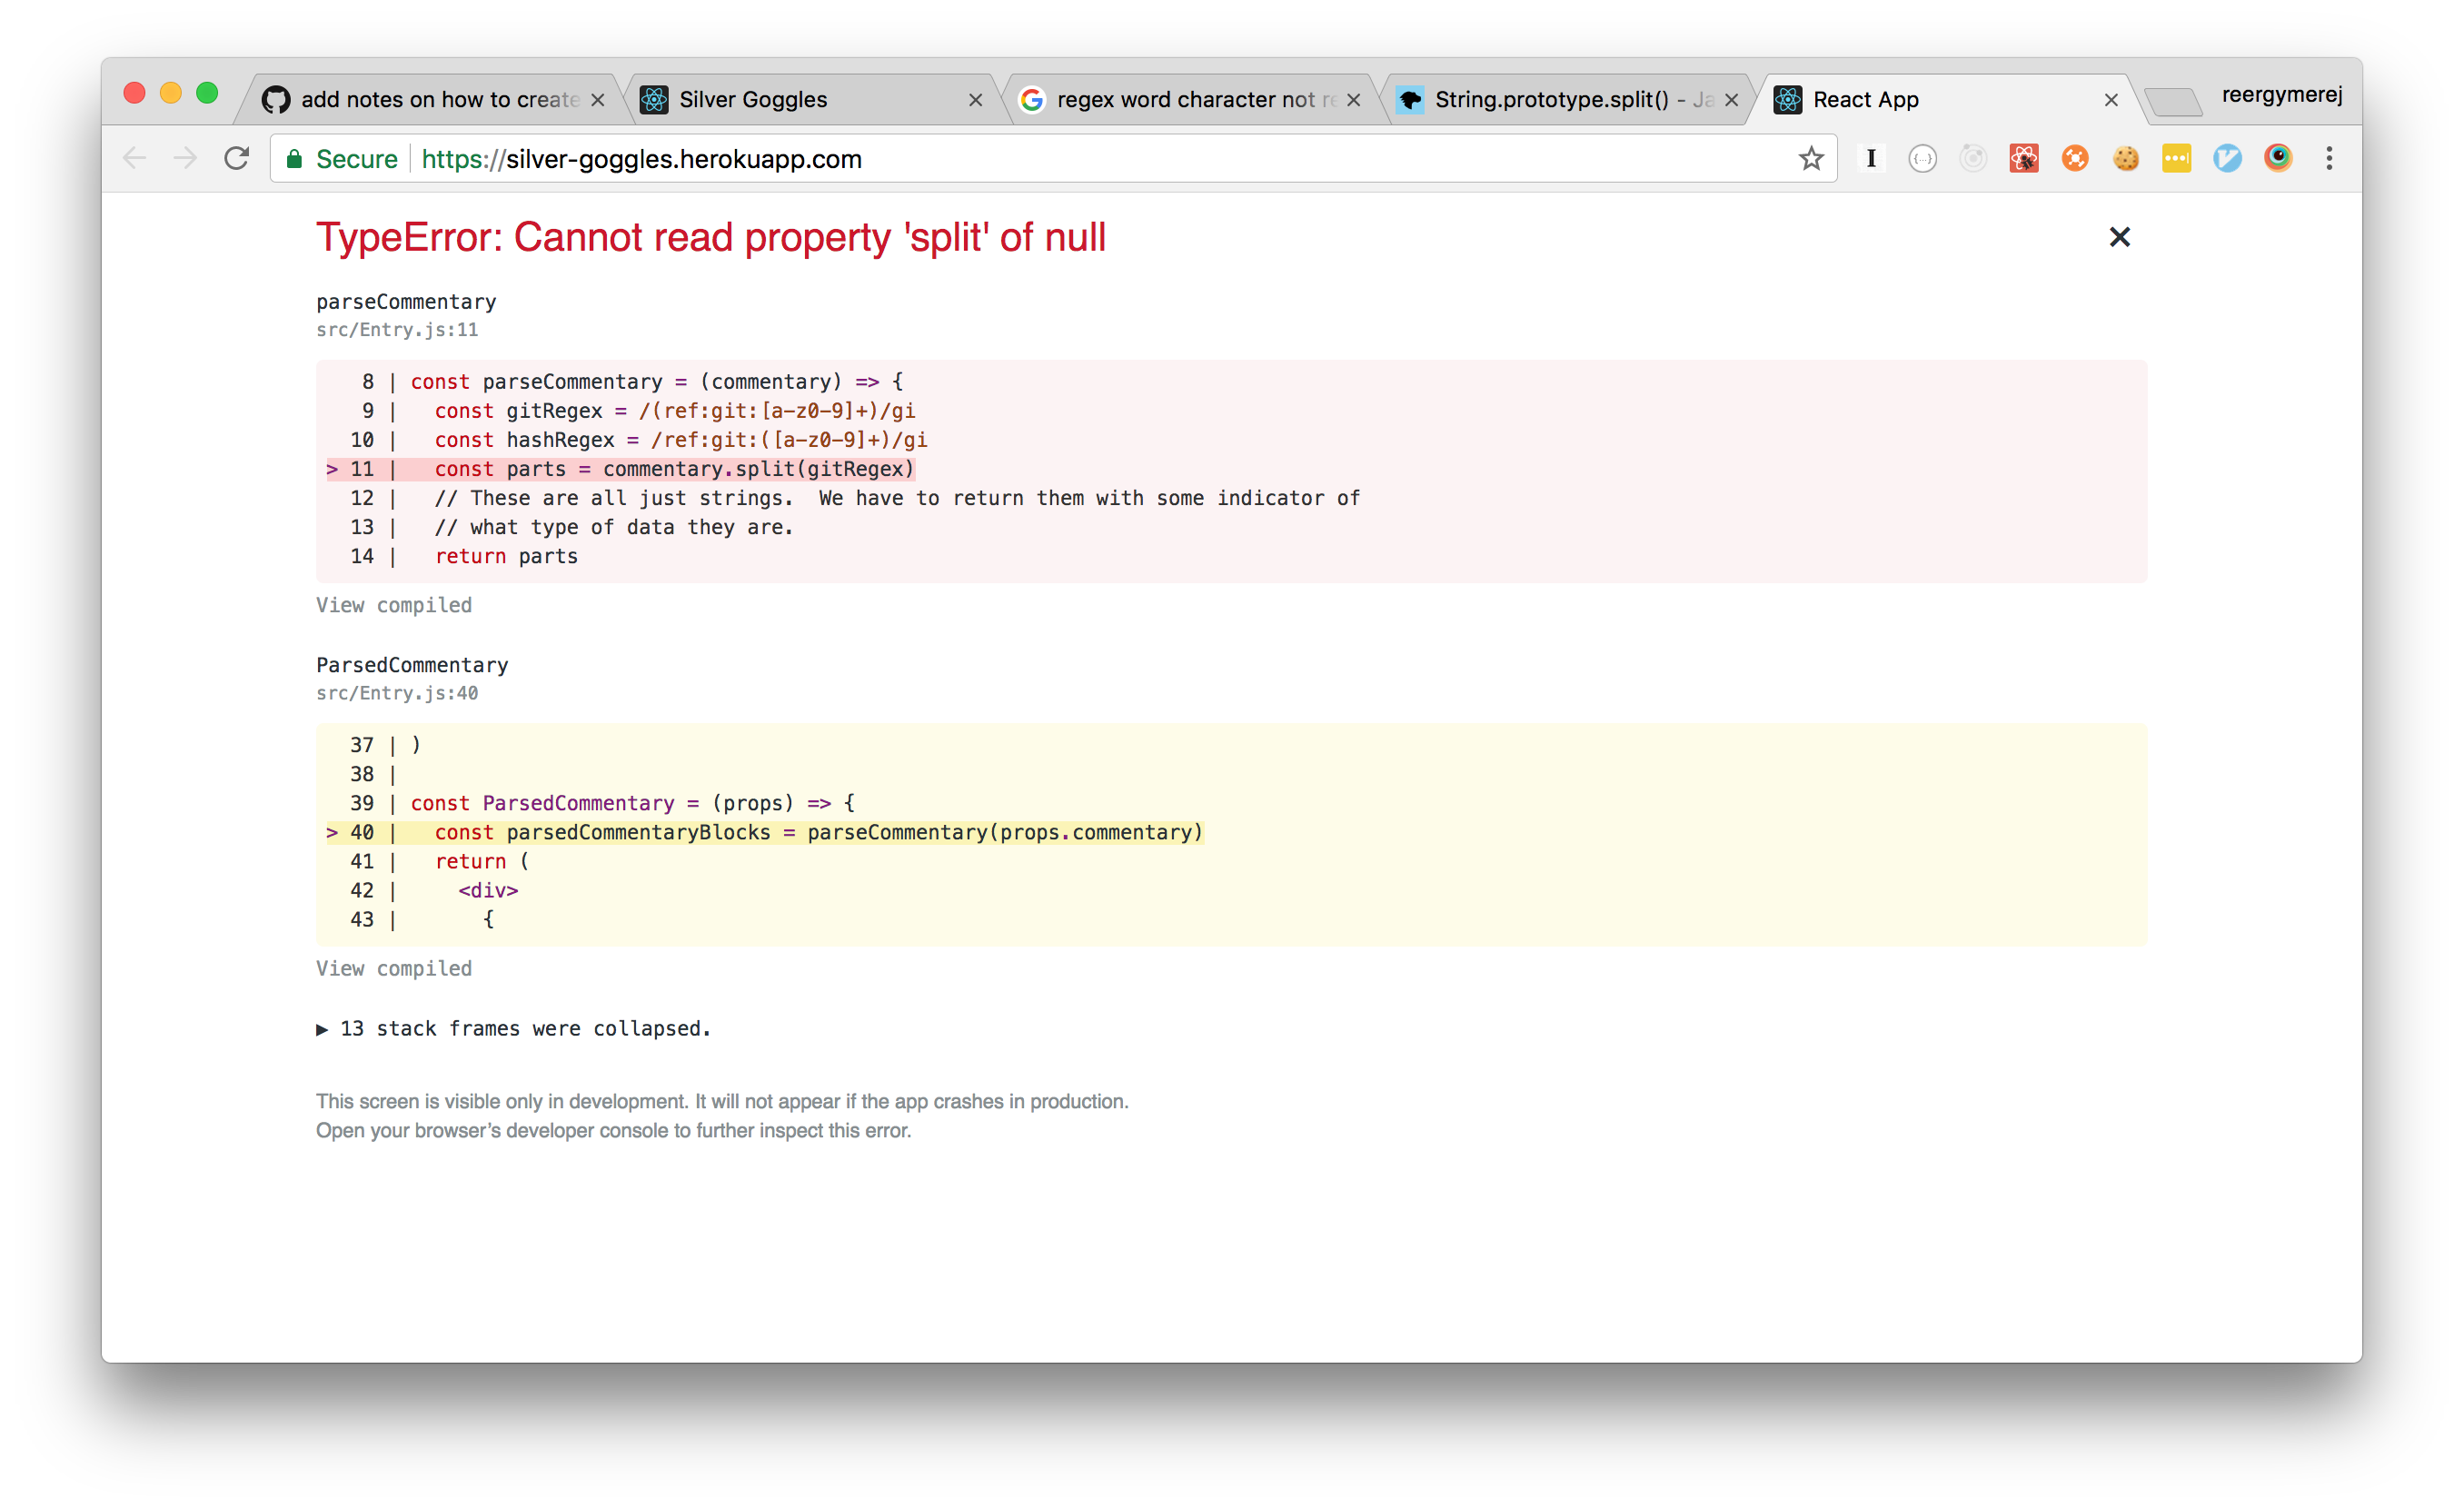 add notes on how to create
Silver Goggles
regex word character not re
String.prototype.split() - Ja
React App
reergymerej
Secure
https://silver-goggles.herokuapp.com
TypeError: Cannot read property 'split' of null
parseCommentary
src/Entry.js:11
8 | const parseCommentary = (commentary) => {
9 |   const gitRegex = /(ref:git:[a-z0-9]+)/gi
10 |   const hashRegex = /ref:git:([a-z0-9]+)/gi
> 11 |   const parts = commentary.split(gitRegex)
12 |   // These are all just strings.  We have to return them with some indicator of
13 |   // what type of data they are.
14 |   return parts
View compiled
ParsedCommentary
src/Entry.js:40
37 | )
38 |
39 | const ParsedCommentary = (props) => {
> 40 |   const parsedCommentaryBlocks = parseCommentary(props.commentary)
41 |   return (
42 |     <div>
43 |       {
View compiled
▶ 13 stack frames were collapsed.
This screen is visible only in development. It will not appear if the app crashes in production.
Open your browser’s developer console to further inspect this error.